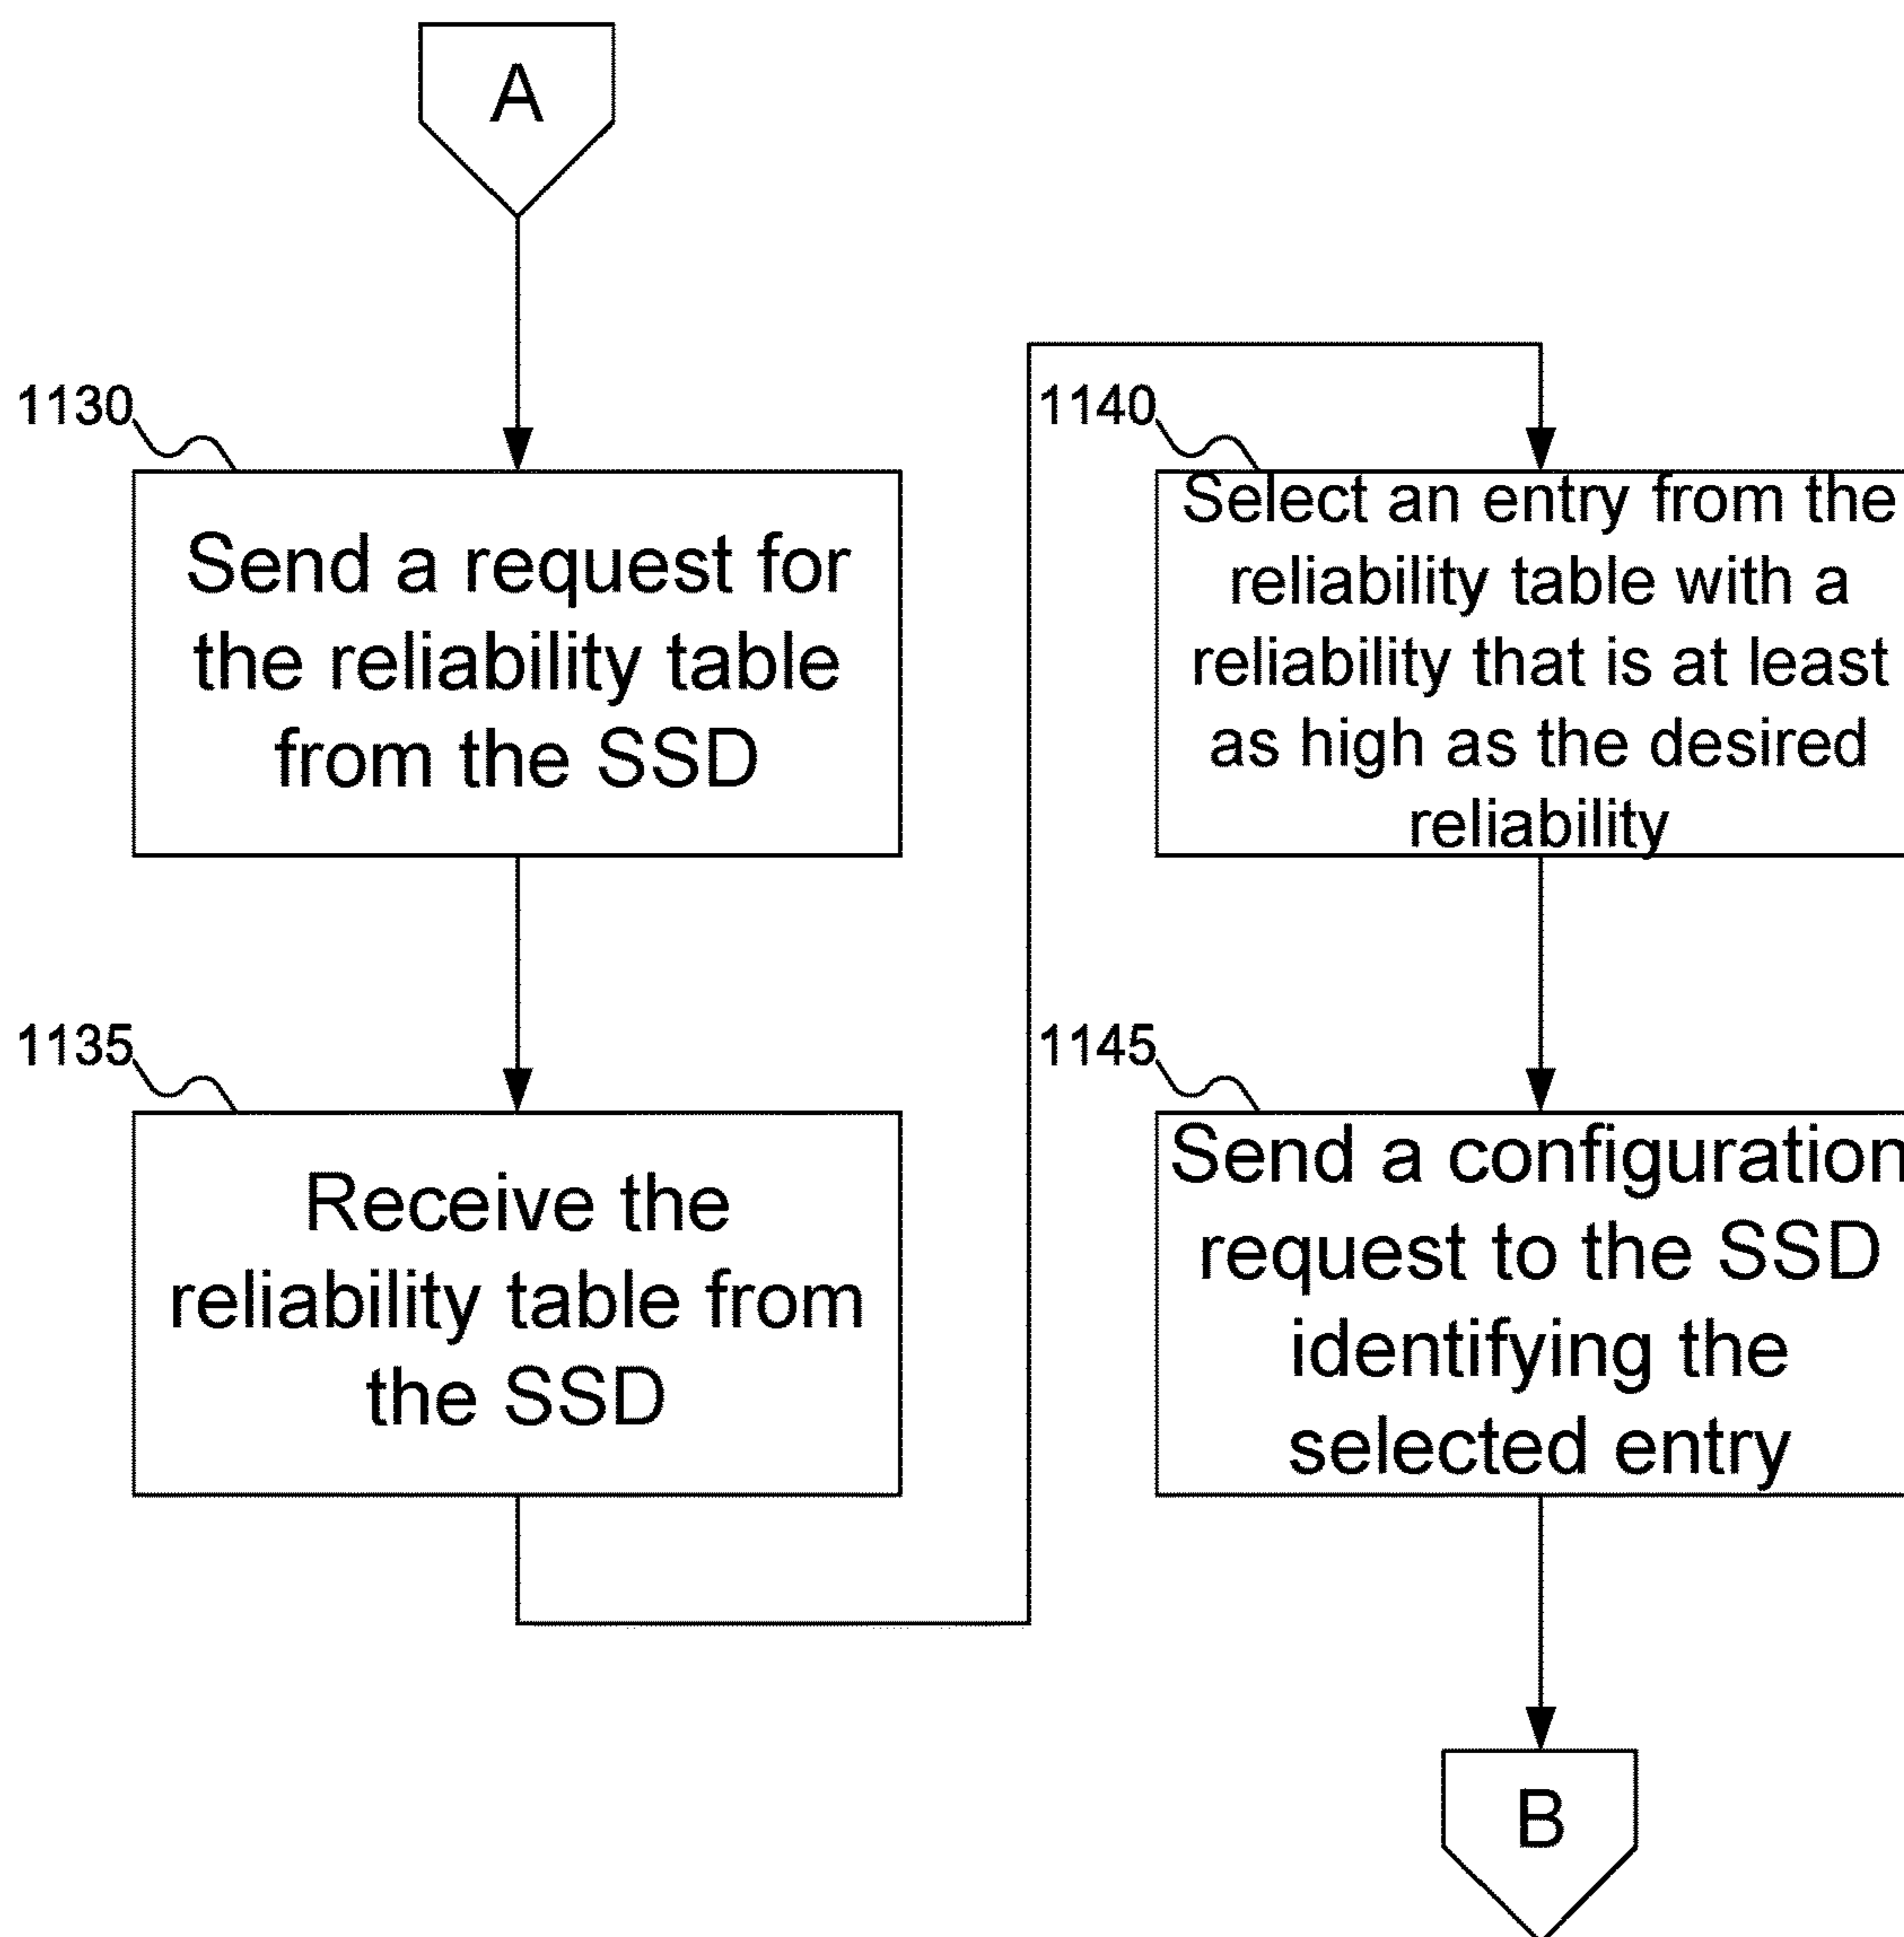 A
1130
Send a request for
the reliability table
from the SSD
1135
Receive the
reliability table from
the SSD
1140
Select an entry from the
reliability table with a
reliability that is at least
as high as the desired
reliability
1145
Send a configuration
request to the SSD
identifying the
selected entry
B